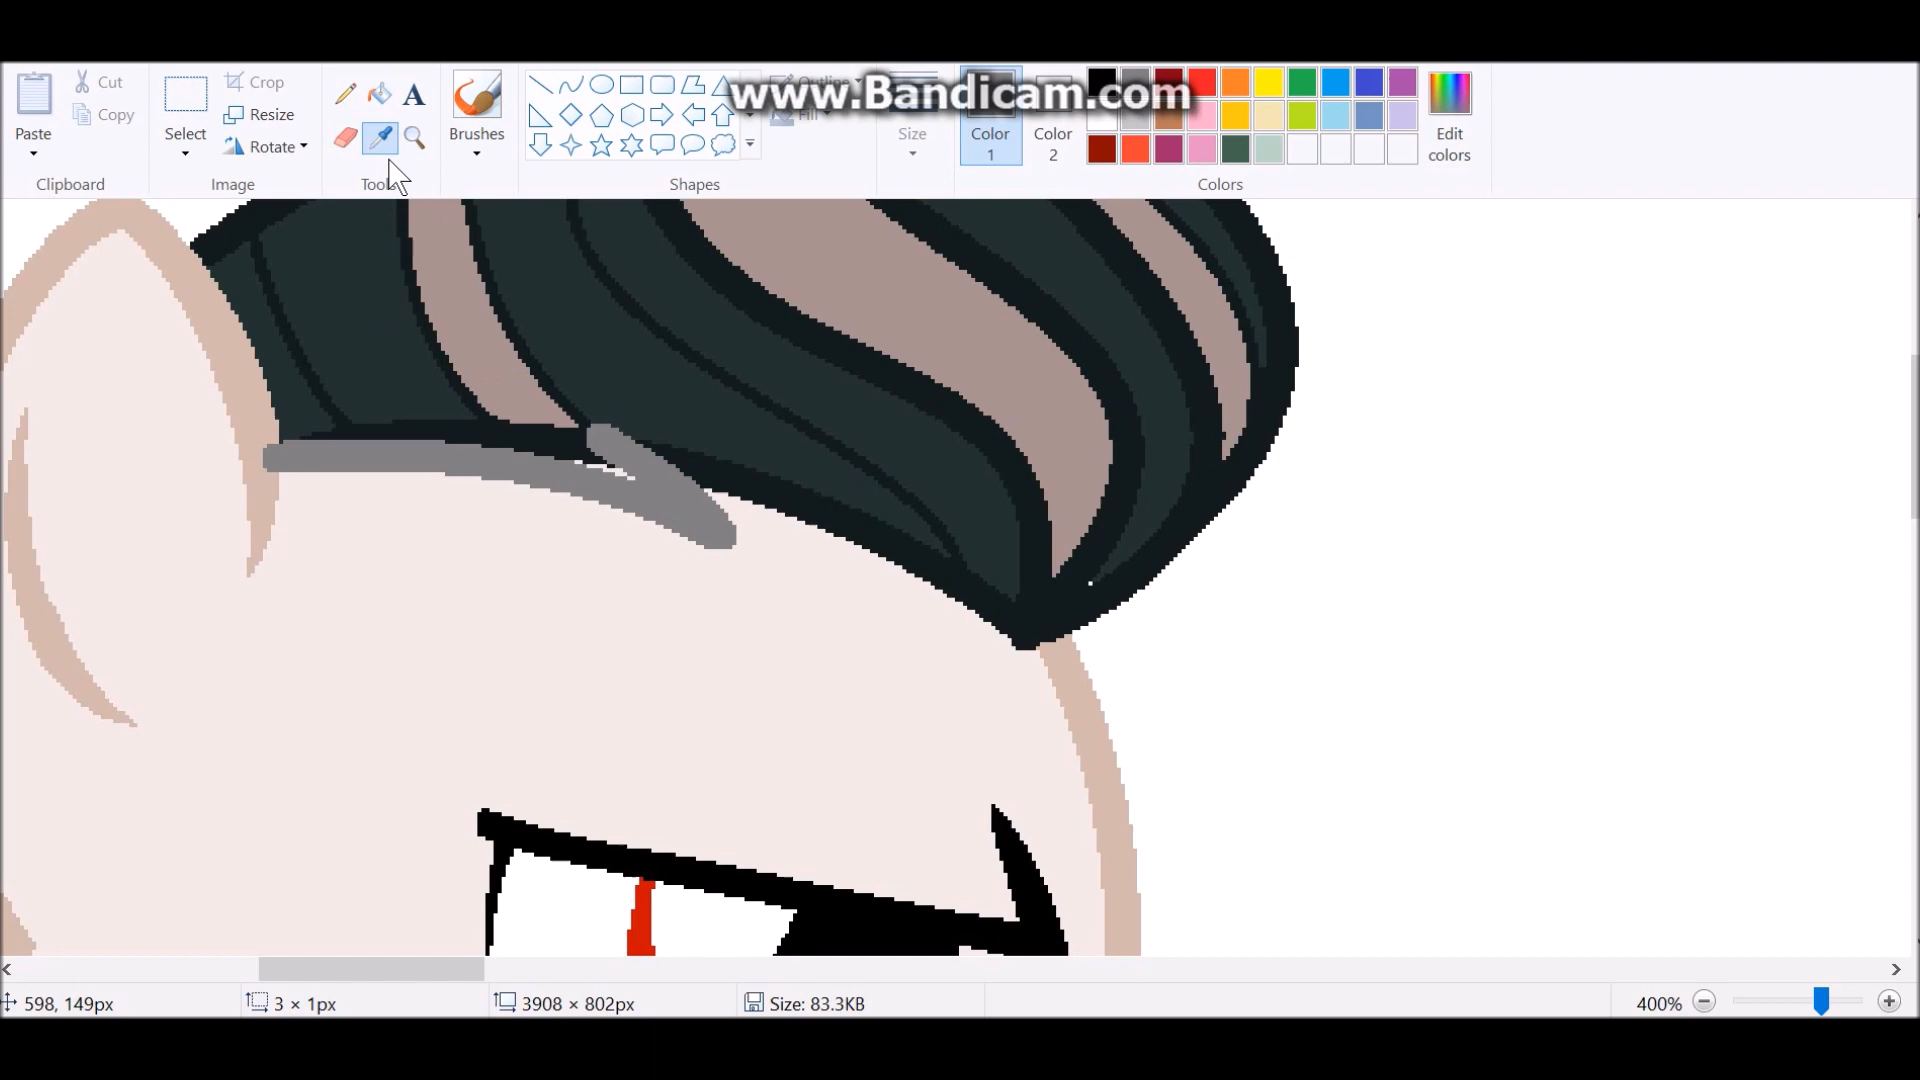 www.Bandicam.com
Cut
Crop
Outline
Copy
Resize
Fill
Paste
Select
Rotate
A
Brushes
Size
Color 1
Color 2
Edit colors
Clipboard
Image
Tools
Shapes
Colors
598, 149px
3 × 1px
3908 × 802px
Size: 83.3KB
400%